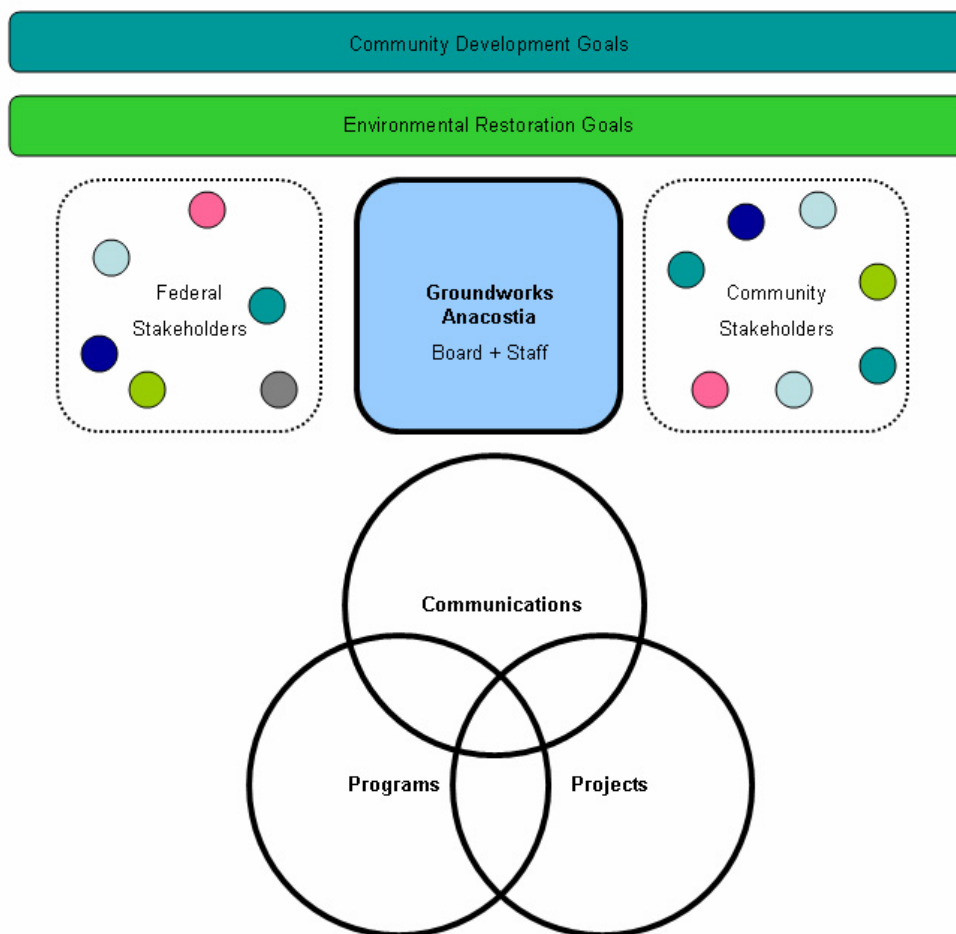 Community Development Goals
Environmental Restoration Goals
Federal
Stakeholders
Groundworks
Anacostia
Board + Staff
Community
Stakeholders
Communications
Programs
Projects